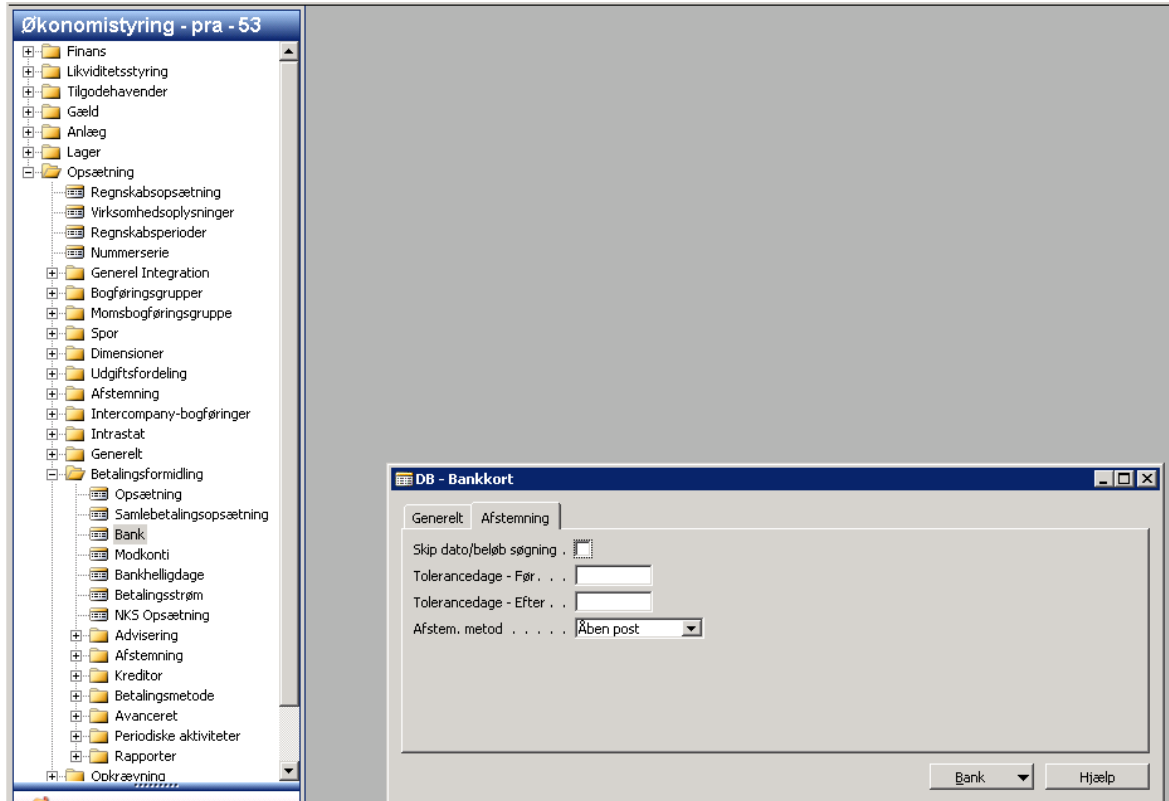 Økonomistyring - pra - 53
Finans
Likviditetsstyring
Tilgodehavender
Gæld
Anlæg
Lager
Opsætning
Regnskabsopsætning
Virksomhedsoplysninger
Regnskabsperioder
Nummerserie
Generel Integration
Bogføringsgrupper
Momsbogføringsgruppe
Spor
Dimensioner
Udgiftsfordeling
Afstemning
Intercompany-bogføringer
Intrastat
Generelt
Betalingsformidling
Opsætning
Samlebetalingsopsætning
Bank
Modkonti
Bankhelligdage
Betalingsstrøm
NKS Opsætning
Advisering
Afstemning
Kreditor
Betalingsmetode
Avanceret
Periodiske aktiviteter
Rapporter
Opkrævning
DB - Bankkort
Generelt Afstemning
Skip dato/beløb søgning .
Tolerancedage - Før . . .
Tolerancedage - Efter . .
Afstem. metod . . . . . Åben post
Bank Hjælp